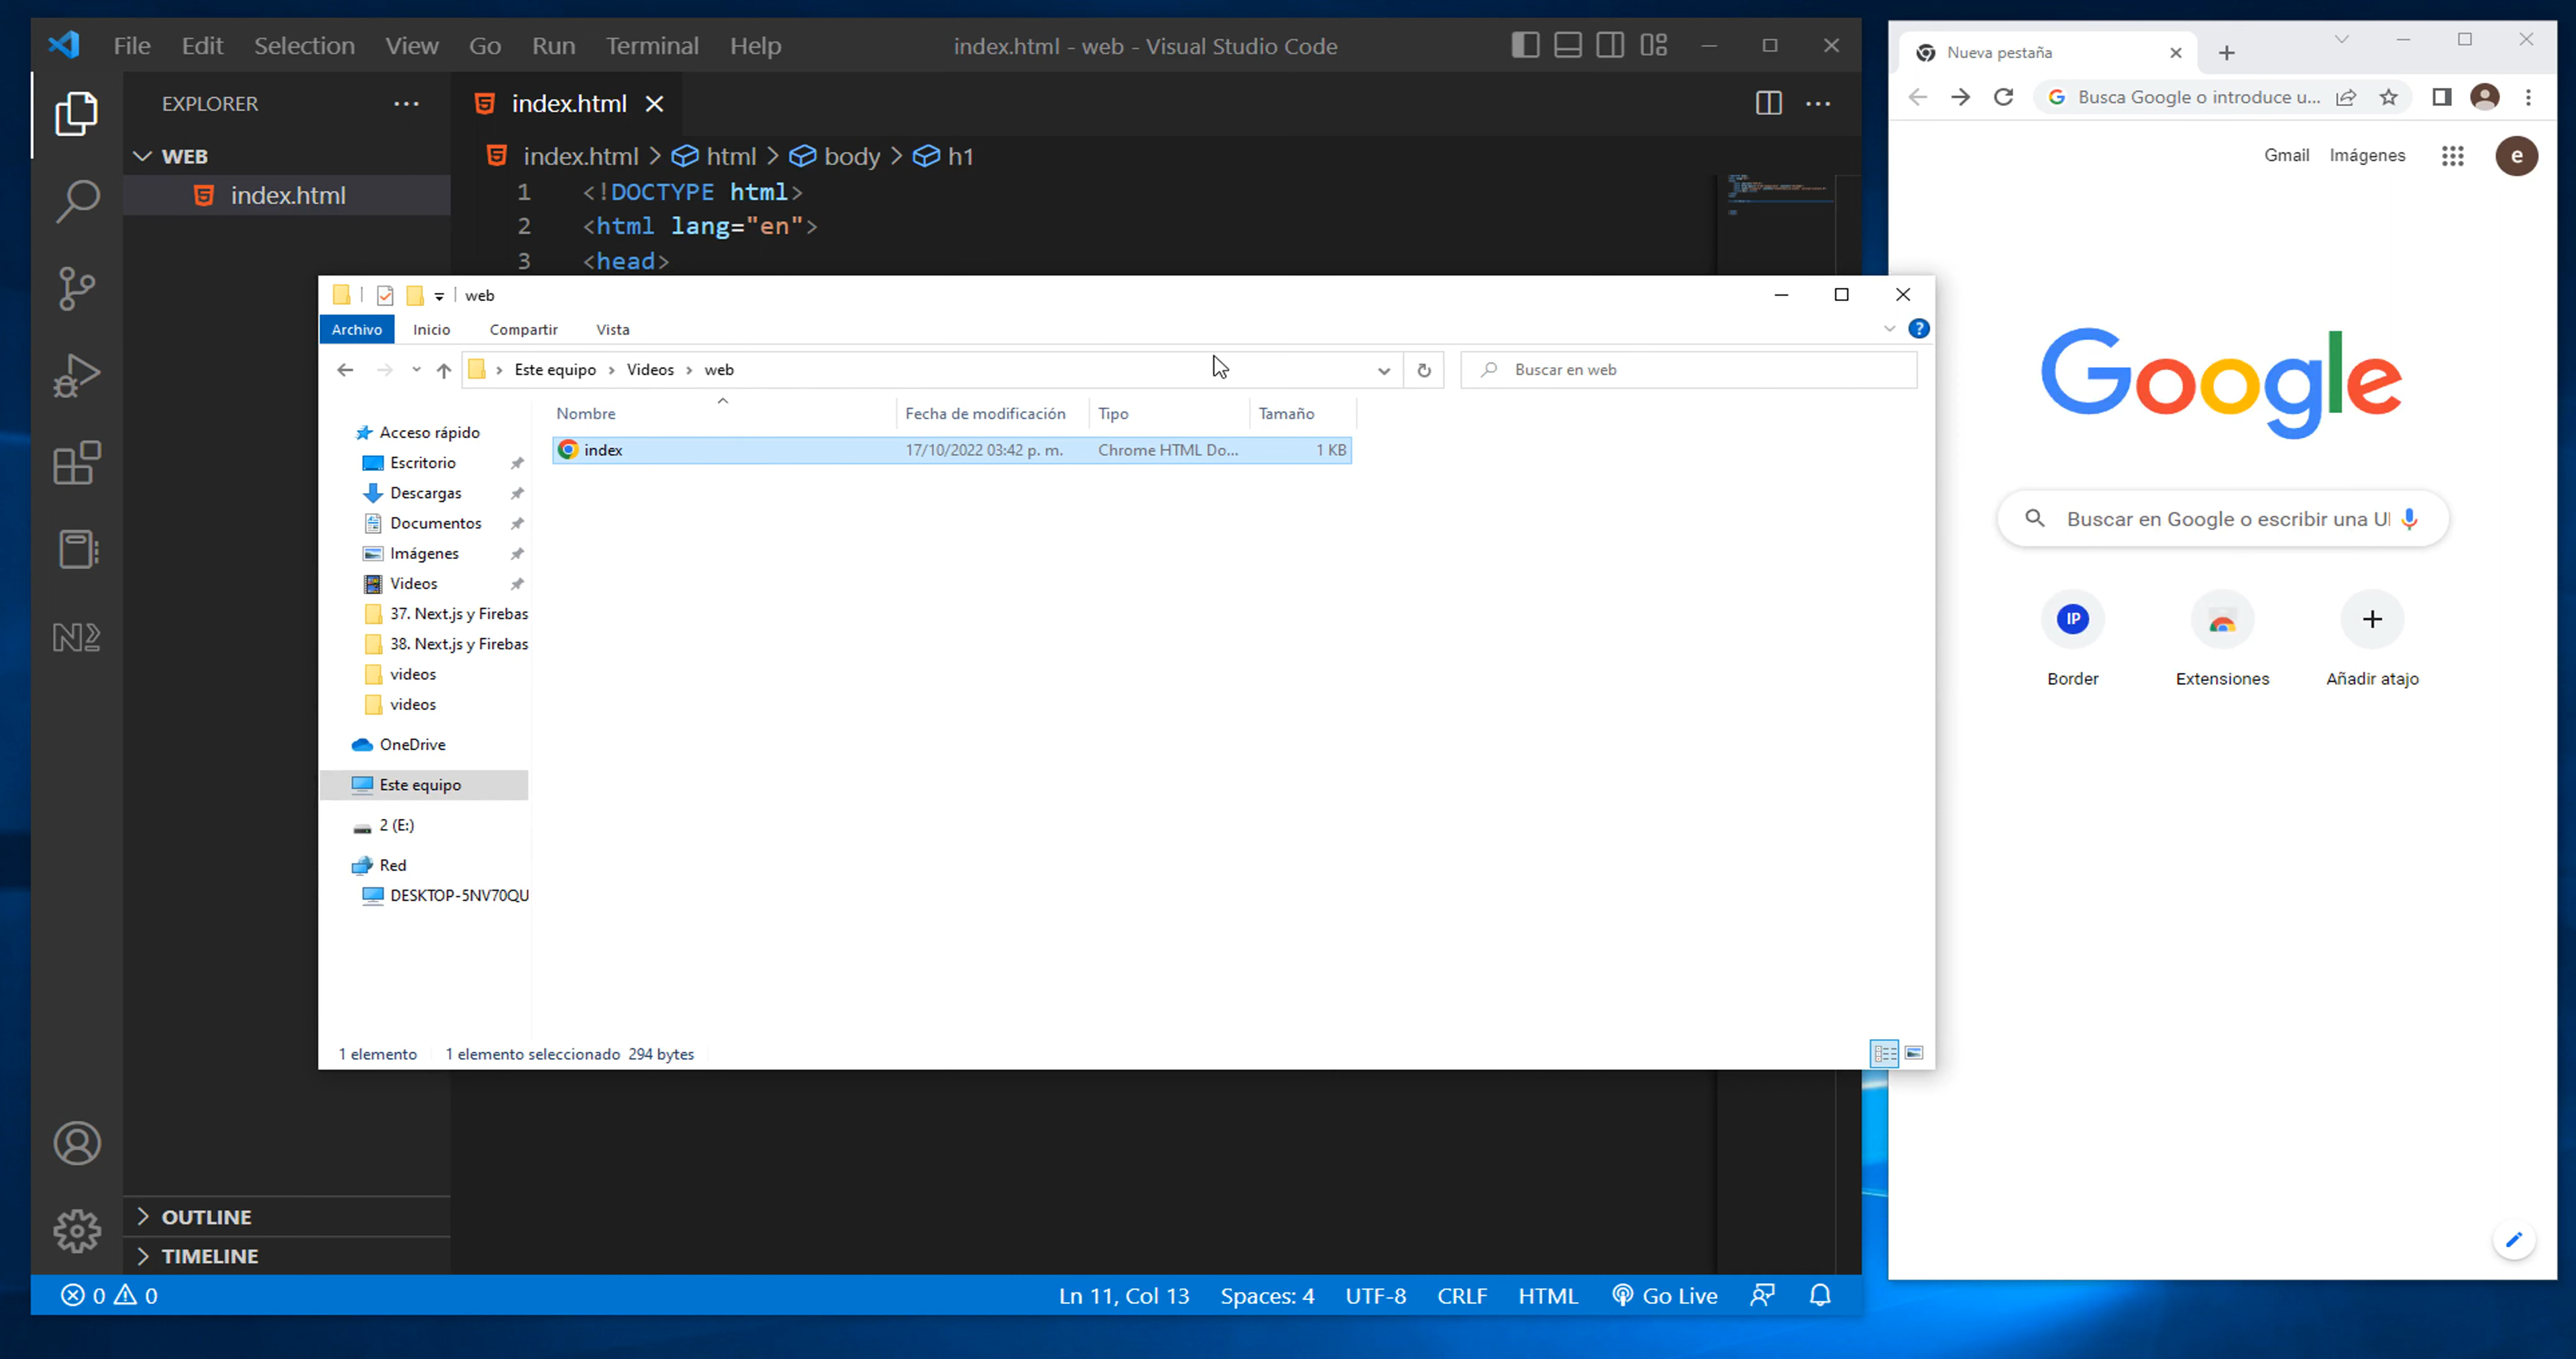 File Edit Selection View Go Run Terminal Help index.html - web - Visual Studio Code
EXPLORER
WEB
index.html
index.html
index.html > html > body > h1
1 <!DOCTYPE html>
2 <html lang="en">
3 <head>
web
Archivo Inicio Compartir Vista
Este equipo > Videos > web
Buscar en web
Nombre Fecha de modificación Tipo Tamaño
index 17/10/2022 03:42 p. m. Chrome HTML Do... 1 KB
Acceso rápido
Escritorio
Descargas
Documentos
Imágenes
Videos
37. Next.js y Firebas
38. Next.js y Firebas
videos
videos
OneDrive
Este equipo
2 (E:)
Red
DESKTOP-5NV70QU
1 elemento 1 elemento seleccionado 294 bytes
OUTLINE
TIMELINE
0 0 Ln 11, Col 13 Spaces: 4 UTF-8 CRLF HTML Go Live
Nueva pestaña
Busca Google o introduce u...
Gmail Imágenes e
Google
Buscar en Google o escribir una U
IP
Border Extensiones Añadir atajo